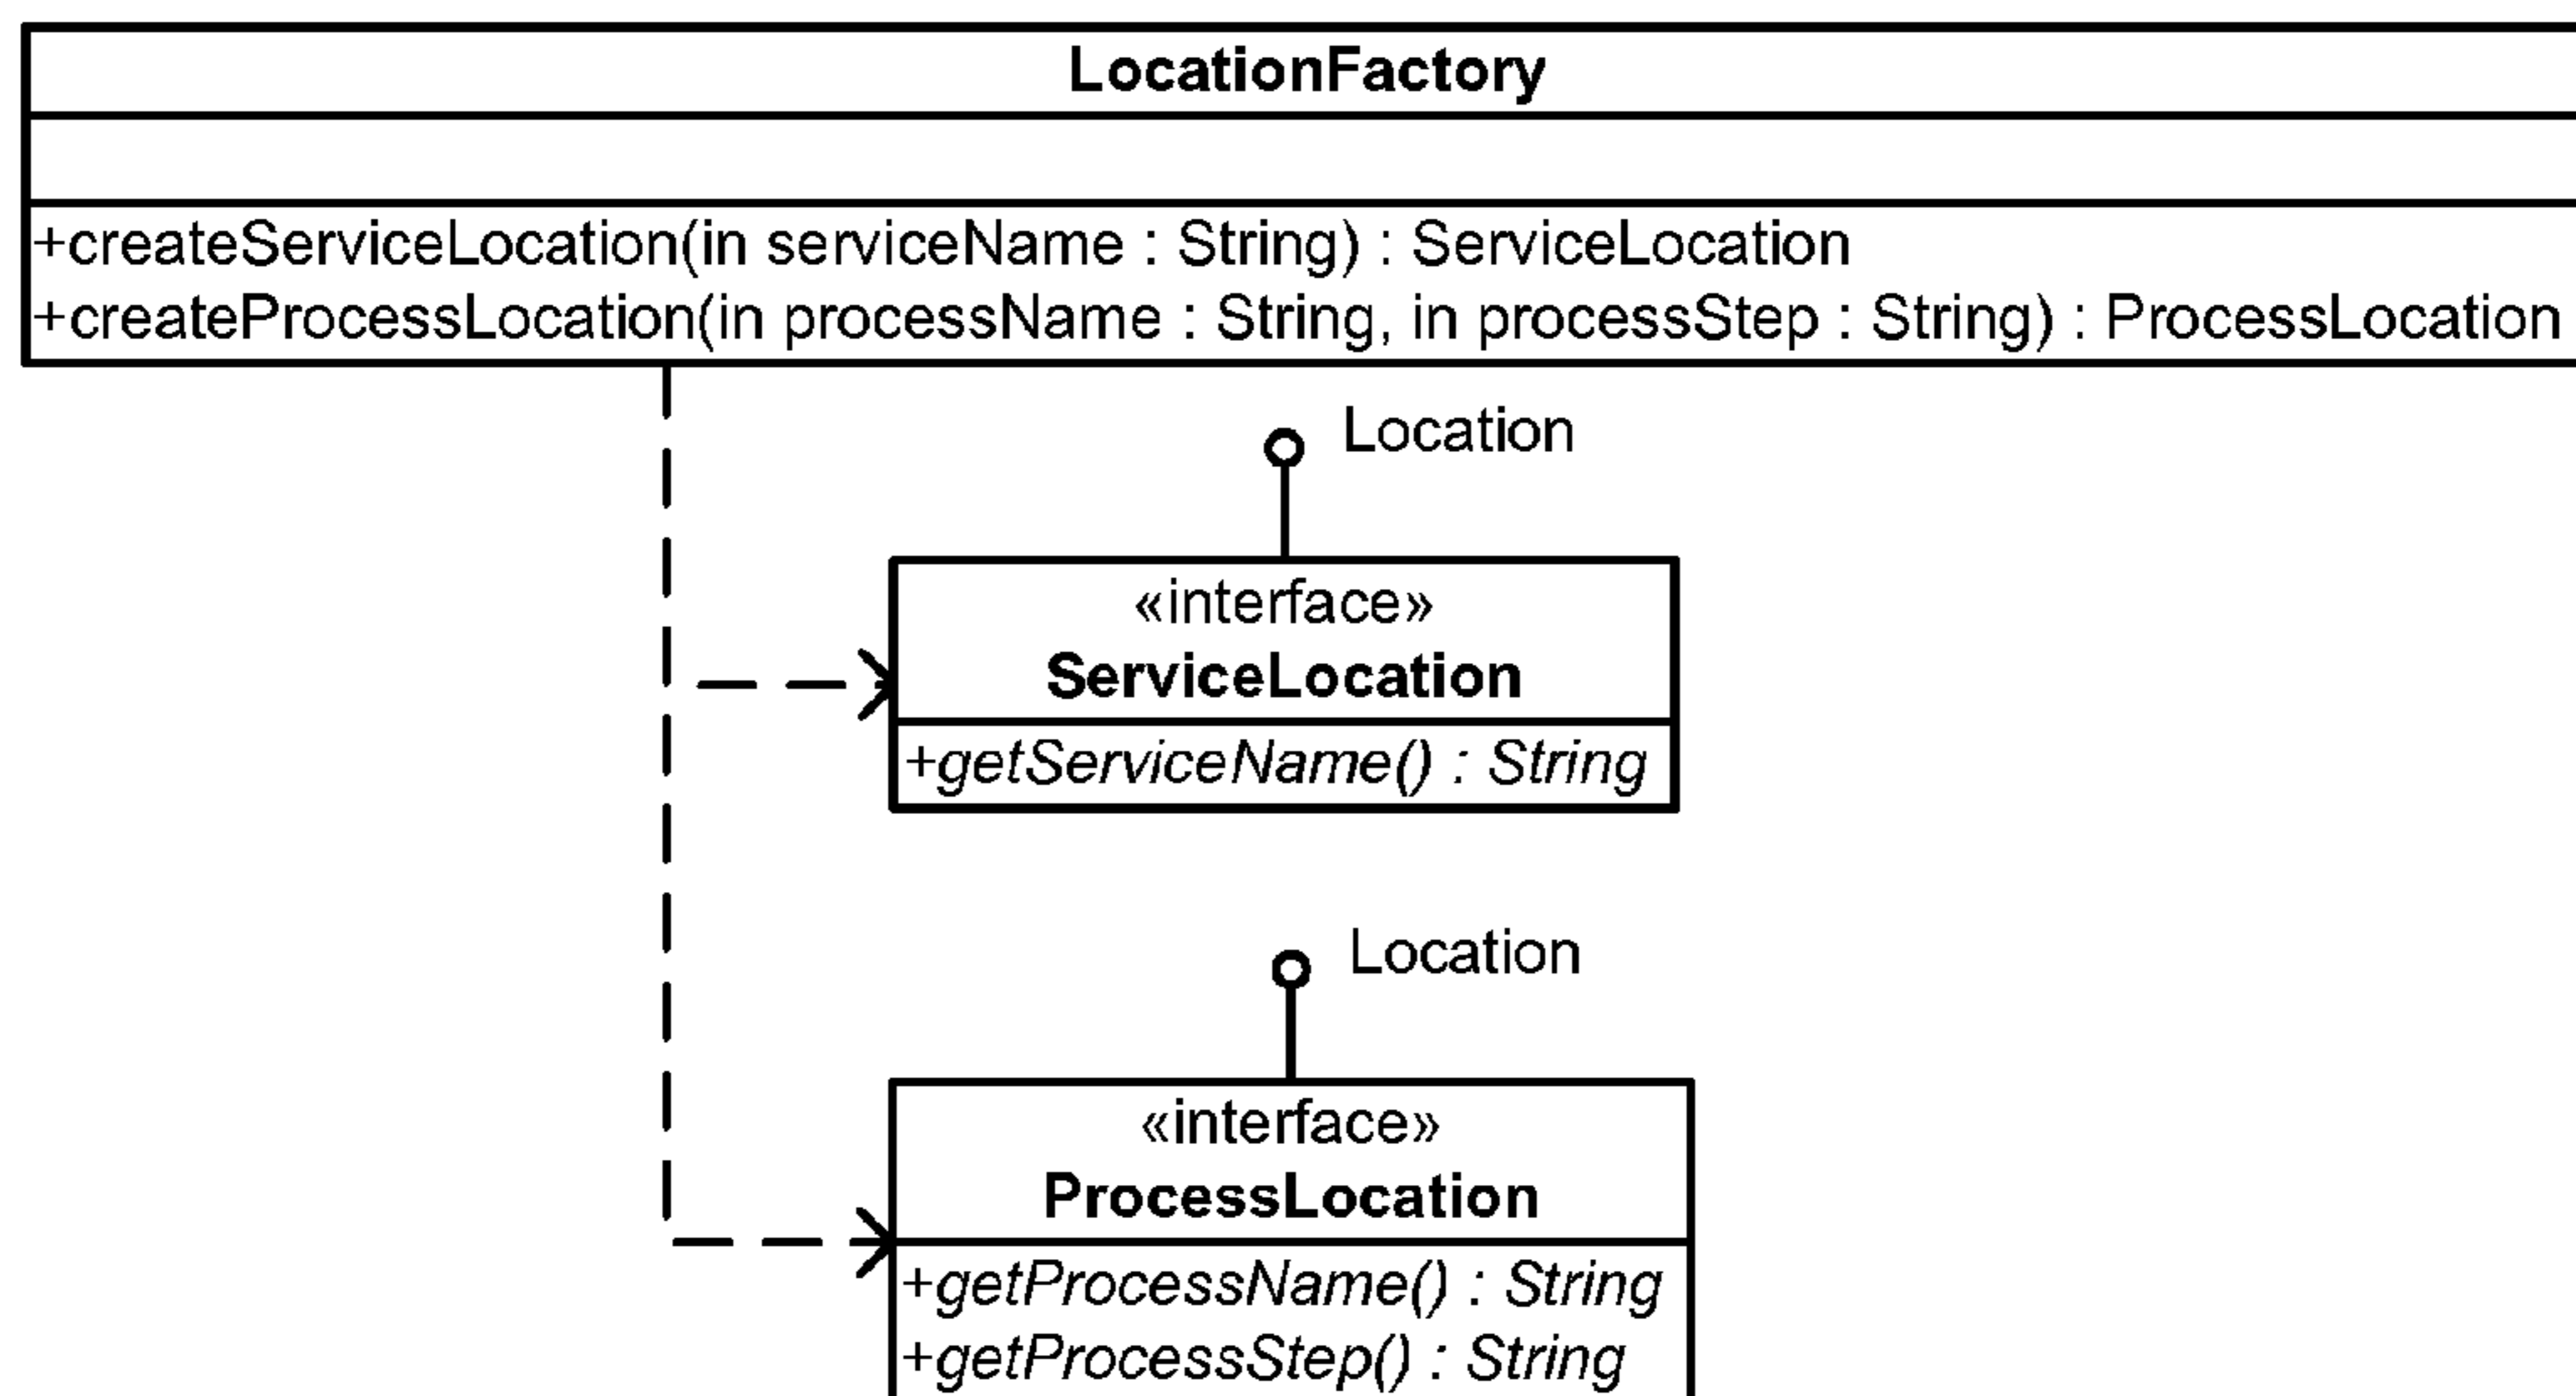 LocationFactory
+createServiceLocation(in serviceName : String) : ServiceLocation
+createProcessLocation(in processName : String, in processStep : String) : ProcessLocation
Location
«interface»
ServiceLocation
+getServiceName() : String
Location
«interface»
ProcessLocation
+getProcessName() : String
+getProcessStep() : String